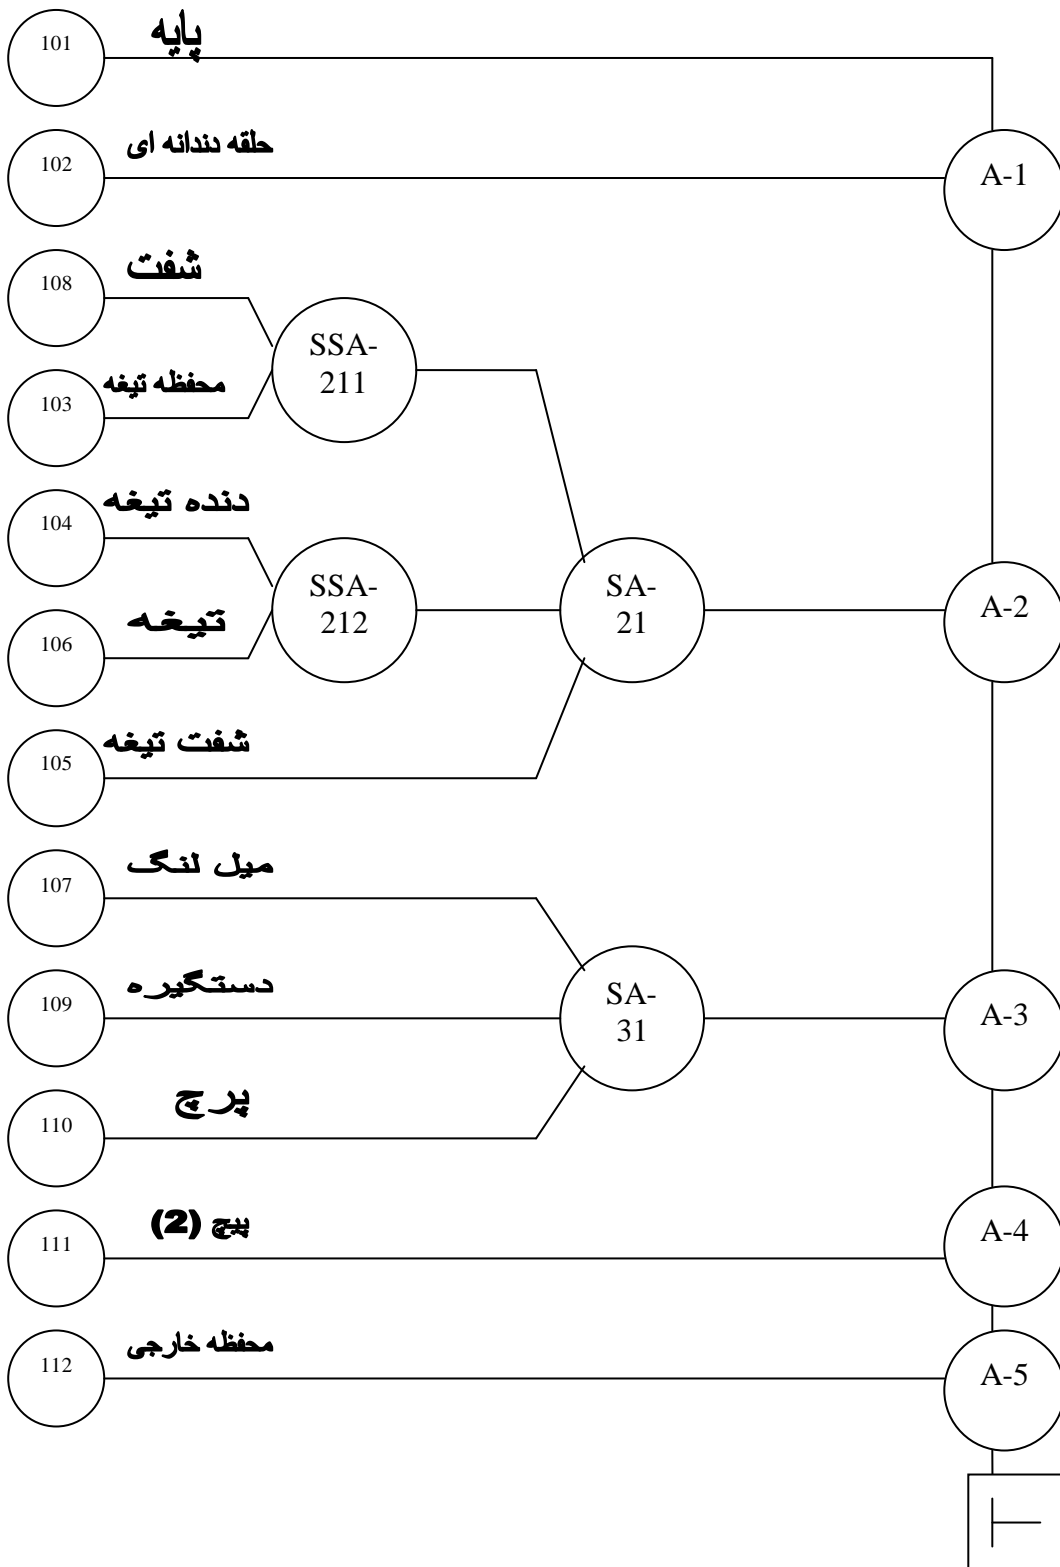 101
پایه
102
حلقه دندانه ای
A-1
108
شفت
SSA-
211
103
محفظه تیغه
104
دنده تیغه
SSA-
212
SA-
21
A-2
106
تیغه
105
شفت تیغه
107
میل لنگ
109
دستگیره
SA-
31
A-3
110
پرچ
111
پیچ (2)
A-4
112
محفظه خارجی
A-5